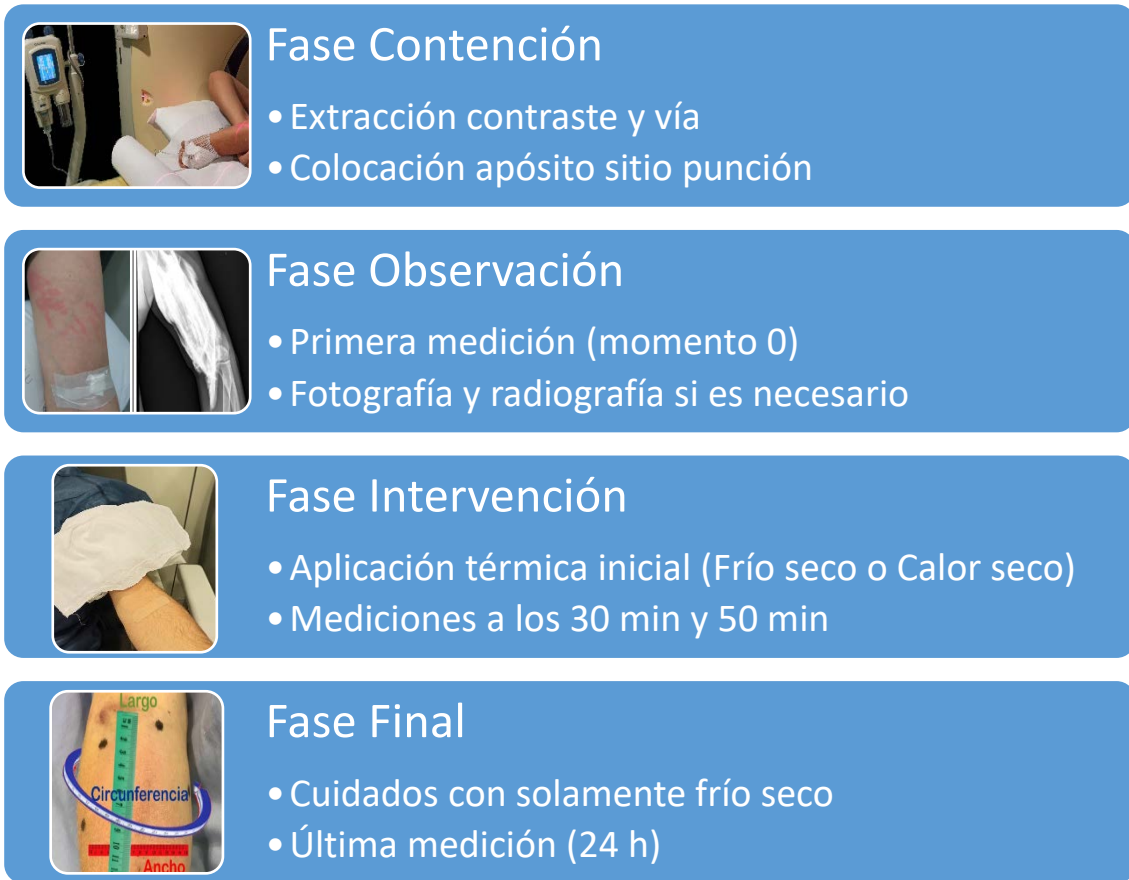 Fase Contención
• Extracción contraste y vía
• Colocación apósito sitio punción
Fase Observación
• Primera medición (momento 0)
• Fotografía y radiografía si es necesario
Fase Intervención
• Aplicación térmica inicial (Frío seco o Calor seco)
• Mediciones a los 30 min y 50 min
Largo
Circunferencia
Ancho
Fase Final
• Cuidados con solamente frío seco
• Última medición (24 h)